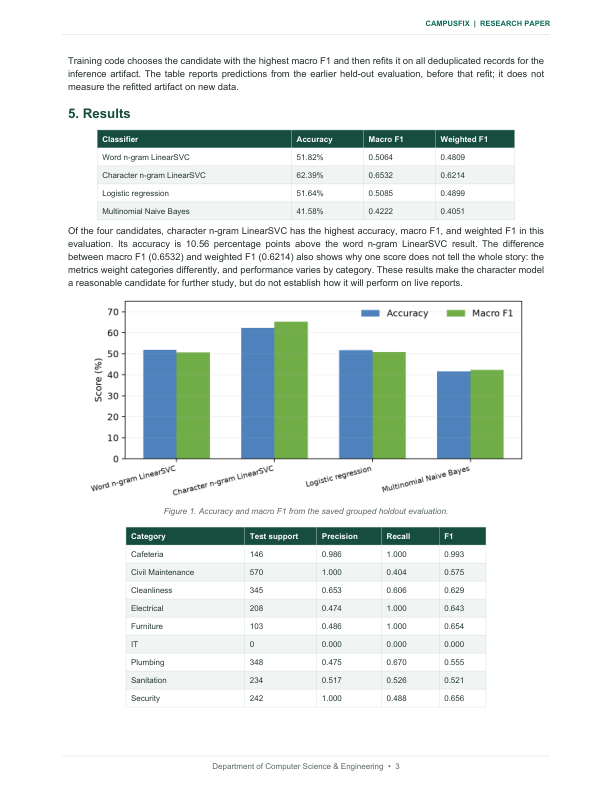 CAMPUSFIX | RESEARCH PAPER
Training code chooses the candidate with the highest macro F1 and then refits it on all deduplicated records for the
inference artifact. The table reports predictions from the earlier held-out evaluation, before that refit; it does not
measure the refitted artifact on new data.
5. Results
Classifier Accuracy Macro F1 Weighted F1
Word n-gram LinearSVC 51.82% 0.5064 0.4809
Character n-gram LinearSVC 62.39% 0.6532 0.6214
Logistic regression 51.64% 0.5085 0.4899
Multinomial Naive Bayes 41.58% 0.4222 0.4051
Of the four candidates, character n-gram LinearSVC has the highest accuracy, macro F1, and weighted F1 in this
evaluation. Its accuracy is 10.56 percentage points above the word n-gram LinearSVC result. The difference
between macro F1 (0.6532) and weighted F1 (0.6214) also shows why one score does not tell the whole story: the
metrics weight categories differently, and performance varies by category. These results make the character model
a reasonable candidate for further study, but do not establish how it will perform on live reports.
Accuracy Macro F1
Score (%)
70
60
50
40
30
20
10
0
Word n-gram LinearSVC
Character n-gram LinearSVC
Logistic regression
Multinomial Naive Bayes
Figure 1. Accuracy and macro F1 from the saved grouped holdout evaluation.
Category Test support Precision Recall F1
Cafeteria 146 0.986 1.000 0.993
Civil Maintenance 570 1.000 0.404 0.575
Cleanliness 345 0.653 0.606 0.629
Electrical 208 0.474 1.000 0.643
Furniture 103 0.486 1.000 0.654
IT 0 0.000 0.000 0.000
Plumbing 348 0.475 0.670 0.555
Sanitation 234 0.517 0.526 0.521
Security 242 1.000 0.488 0.656
Department of Computer Science & Engineering • 3